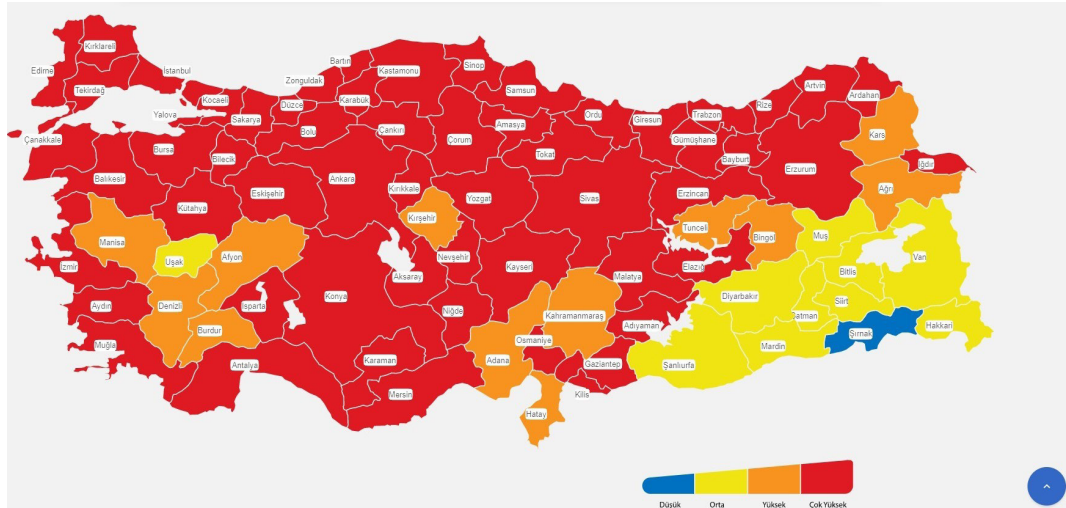 Kırklareli
Edirne
İstanbul
Tekirdağ
Kocaeli
Yalova
Sakarya
Düzce
Zonguldak
Bartın
Karabük
Kastamonu
Sinop
Samsun
Çanakkale
Bursa
Bilecik
Bolu
Çankırı
Çorum
Amasya
Ordu
Giresun
Trabzon
Rize
Artvin
Ardahan
Tokat
Gümüşhane
Bayburt
Kars
Iğdır
Balıkesir
Kütahya
Eskişehir
Ankara
Kırıkkale
Yozgat
Sivas
Erzincan
Erzurum
Ağrı
Manisa
Uşak
Afyon
Kırşehir
Nevşehir
Tunceli
Bingöl
Muş
İzmir
Aksaray
Kayseri
Malatya
Elazığ
Bitlis
Van
Aydın
Denizli
Isparta
Konya
Niğde
Kahramanmaraş
Diyarbakır
Siirt
Batman
Burdur
Osmaniye
Adıyaman
Şırnak
Hakkari
Muğla
Antalya
Karaman
Adana
Gaziantep
Şanlıurfa
Mardin
Mersin
Hatay
Kilis
Düşük Orta Yüksek Çok Yüksek